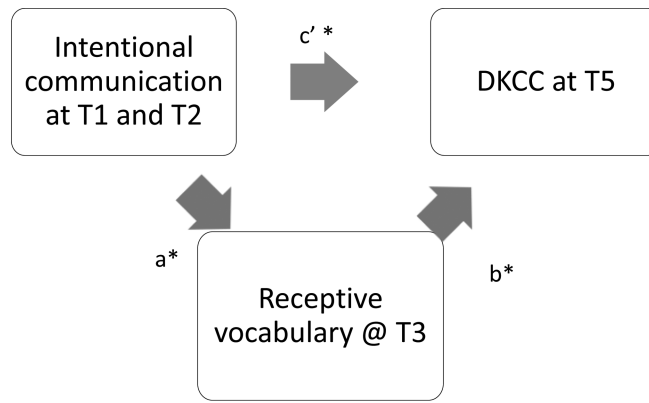 Intentional
communication
at T1 and T2
c’ *
DKCC at T5
a*
Receptive
vocabulary @ T3
b*